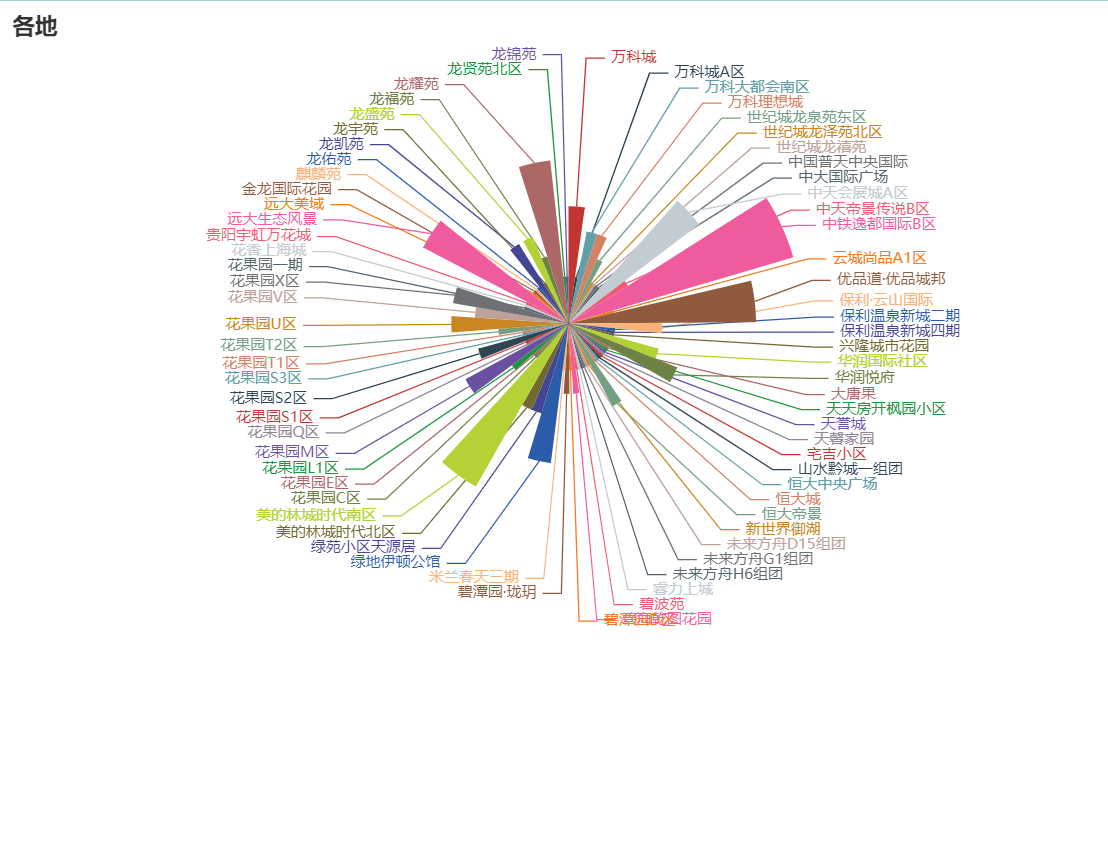 各地
万科城
万科城A区
万科大都会南区
万科理想城
世纪城龙泉苑东区
世纪城龙泽苑北区
世纪城龙禧苑
中国普天中央国际
中大国际广场
中天会展城A区
中天帝景传说B区
中铁逸都国际B区
云城尚品A1区
优品道·优品城邦
保利·云山国际
保利温泉新城二期
保利温泉新城四期
兴隆城市花园
华润国际社区
华润悦府
大唐果
天天房开枫园小区
天誉城
天馨家园
宅吉小区
山水黔城一组团
恒大中央广场
恒大城
恒大帝景
新世界御湖
未来方舟D15组团
未来方舟G1组团
未来方舟H6组团
睿力上城
碧波苑
碧潭园·珑玥
米兰春天三期
绿地伊顿公馆
绿苑小区天源居
美的林城时代北区
美的林城时代南区
花果园C区
花果园E区
花果园L1区
花果园M区
花果园Q区
花果园S1区
花果园S2区
花果园S3区
花果园T1区
花果园T2区
花果园U区
花果园V区
花果园X区
花果园一期
花香上海城
贵阳宇虹万花城
远大生态风景
远大美域
金龙国际花园
麒麟苑
龙佑苑
龙凯苑
龙宇苑
龙盛苑
龙福苑
龙耀苑
龙贤苑北区
龙锦苑